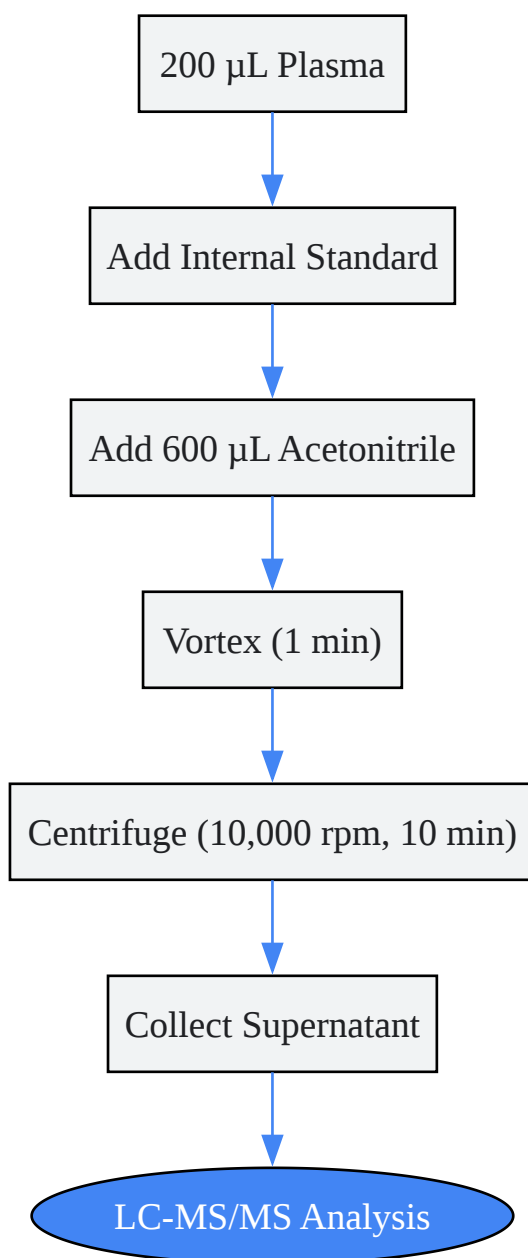 200 µL Plasma
Add Internal Standard
Add 600 µL Acetonitrile
Vortex (1 min)
Centrifuge (10,000 rpm, 10 min)
Collect Supernatant
LC-MS/MS Analysis